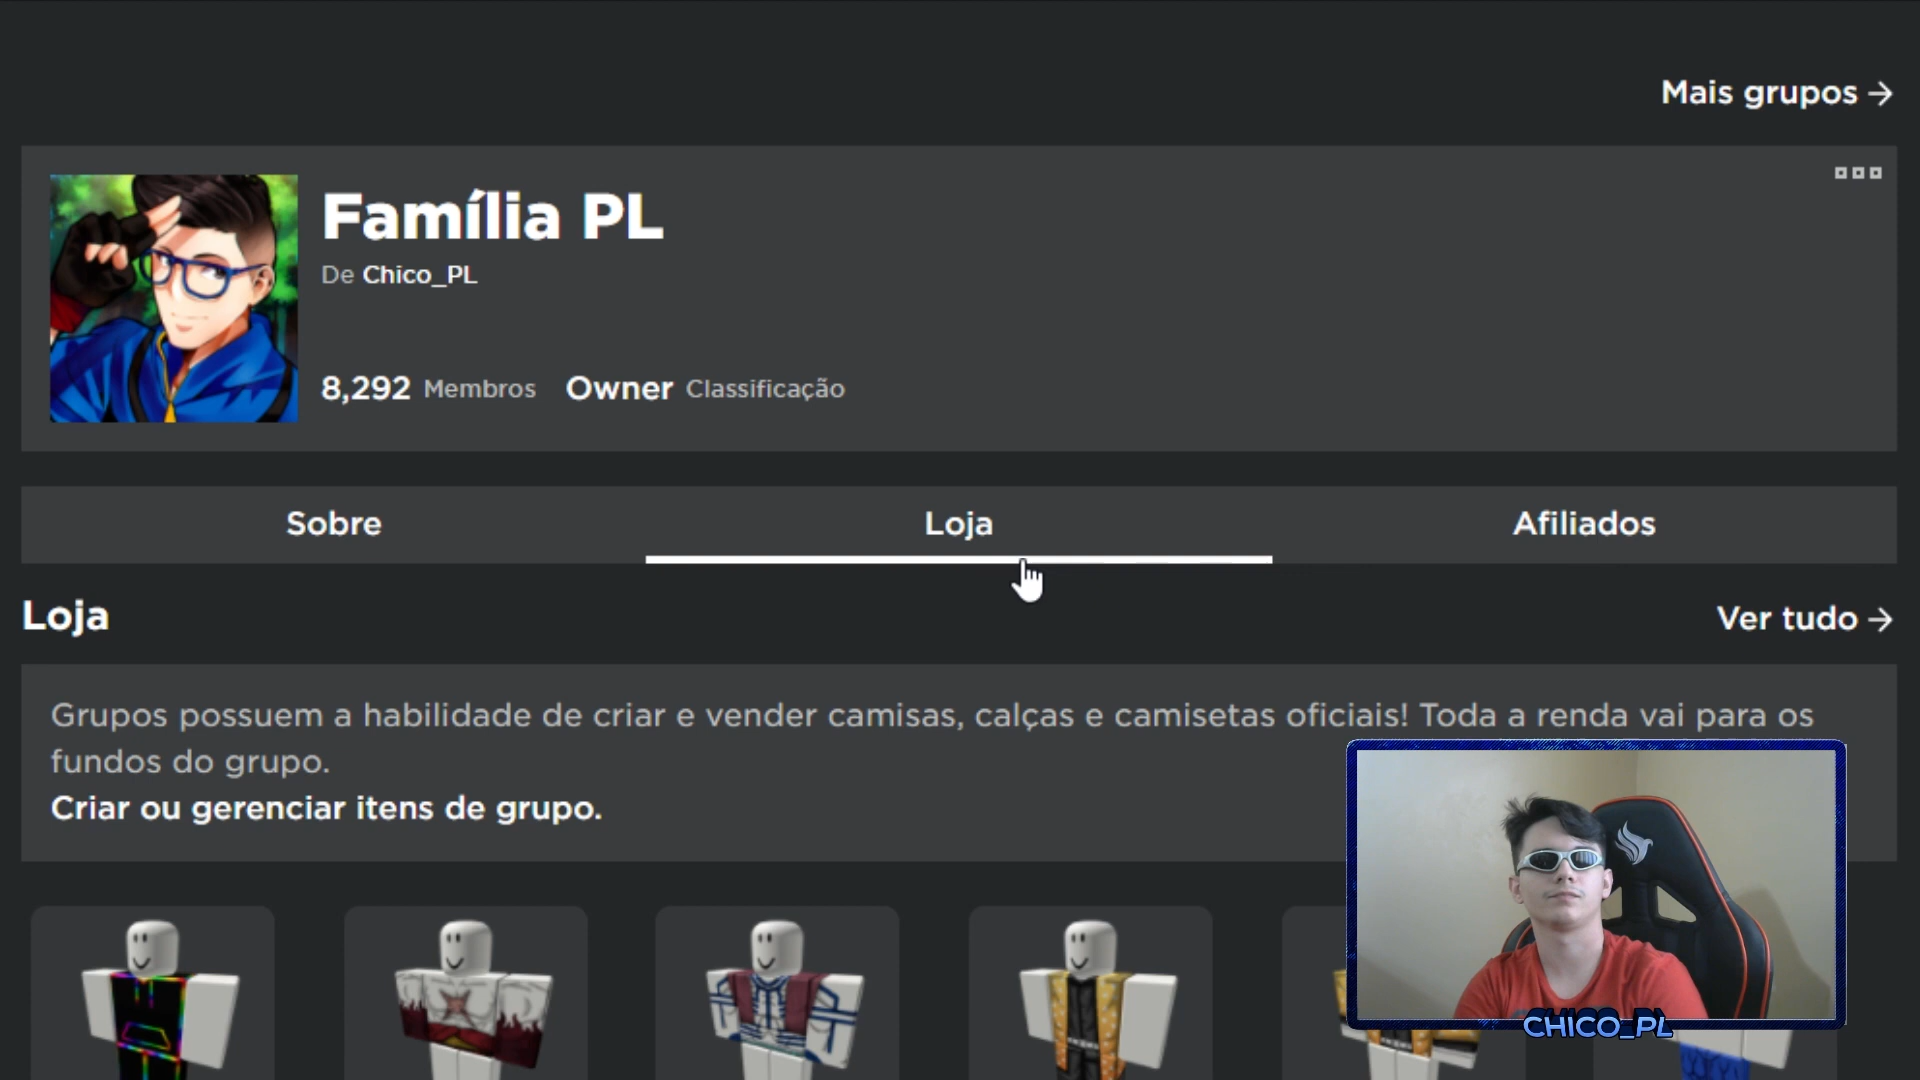 Mais grupos
Família PL
De Chico_PL
8,292 Membros Owner Classificação
Sobre Loja Afiliados
Loja
Ver tudo
Grupos possuem a habilidade de criar e vender camisas, calças e camisetas oficiais! Toda a renda vai para os
fundos do grupo.
Criar ou gerenciar itens de grupo.
CHICO_PL